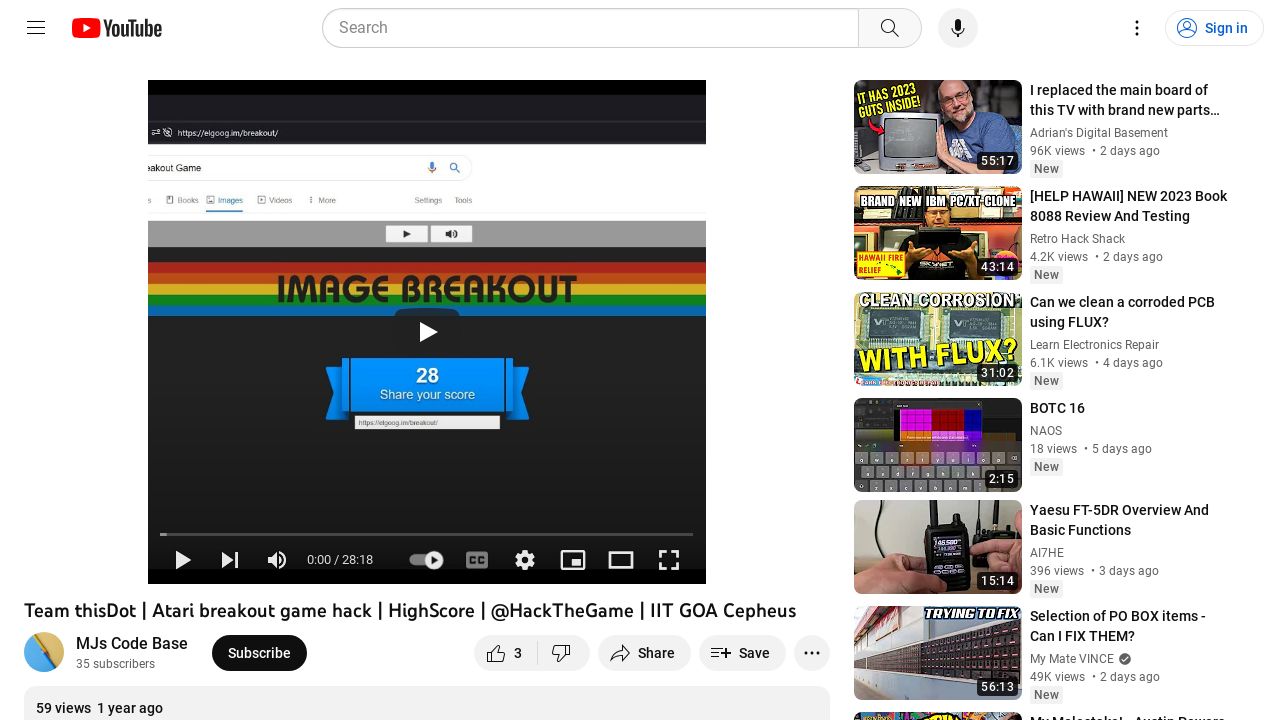 YouTube
Search
Sign in
https://elgoog.im/breakout/
eakout Game
Books
Images
Videos
More
Settings
Tools
IMAGE BREAKOUT
28
Share your score
https://elgoog.im/breakout/
0:00 / 28:18
CC
Team thisDot | Atari breakout game hack | HighScore | @HackTheGame | IIT GOA Cepheus
MJs Code Base
35 subscribers
Subscribe
3
Share
Save
59 views 1 year ago
IT HAS 2023
GUTS INSIDE!
55:17
I replaced the main board of
this TV with brand new parts…
Adrian's Digital Basement
96K views • 2 days ago
New
BRAND NEW IBM PC/XT CLONE
HAWAII FIRE
RELIEF
SKYNET
43:14
[HELP HAWAII] NEW 2023 Book
8088 Review And Testing
Retro Hack Shack
4.2K views • 2 days ago
New
CLEAN CORROSION
WITH FLUX?
31:02
Can we clean a corroded PCB
using FLUX?
Learn Electronics Repair
6.1K views • 4 days ago
New
2:15
BOTC 16
NAOS
18 views • 5 days ago
New
15:14
Yaesu FT-5DR Overview And
Basic Functions
AI7HE
396 views • 3 days ago
New
TRYING TO FIX
56:13
Selection of PO BOX items -
Can I FIX THEM?
My Mate VINCE
49K views • 2 days ago
New